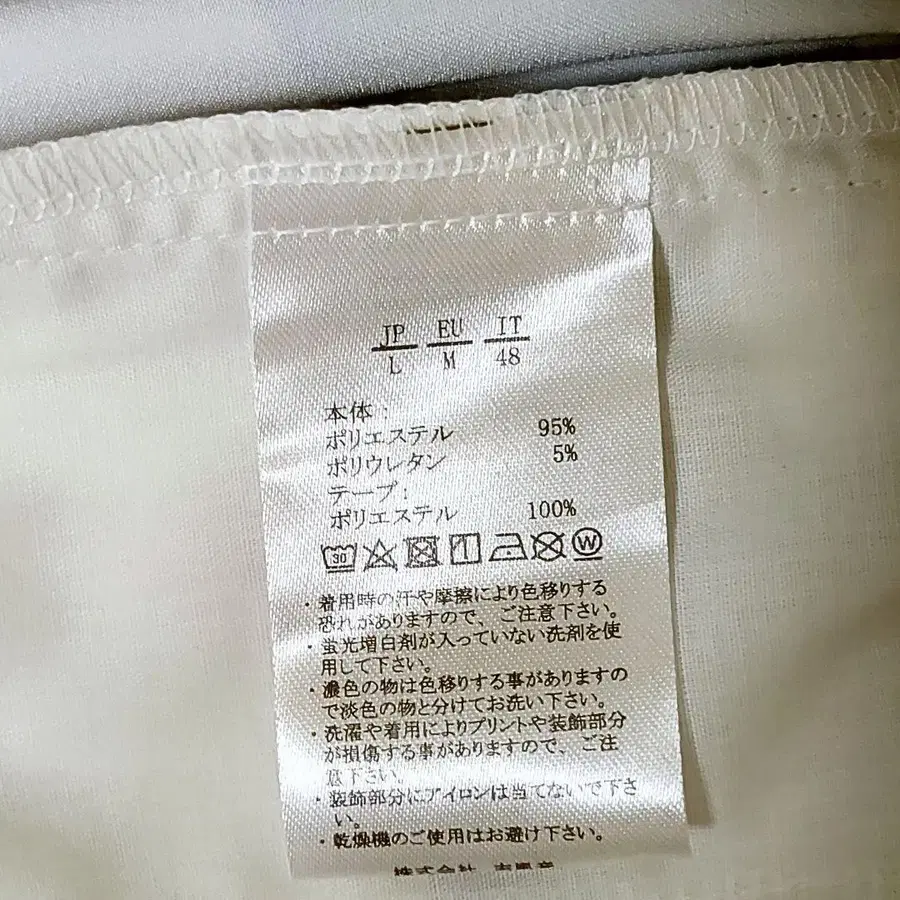 JP EU IT
L M 48
本体：
ポリエステル 95%
ポリウレタン 5%
テープ：
ポリエステル 100%
30 W
・着用時の汗や摩擦により色移りする
恐れがありますので、ご注意下さい。
・蛍光増白剤が入っていない洗剤を使
用して下さい。
・濃色の物は色移りする事がありますの
で淡色の物と分けてお洗い下さい。
・洗濯や着用によりプリントや装飾部分
が損傷する事がありますので、ご注
意下さい。
・装飾部分にアイロンは当てないで下さ
い。
・乾燥機のご使用はお避け下さい。
株式会社